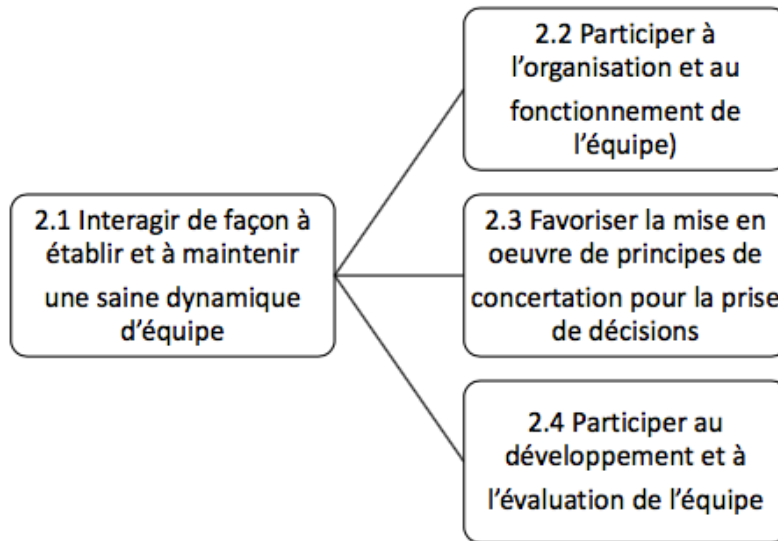 2.2 Participer à
l'organisation et au
fonctionnement de
l'équipe)
2.1 Interagir de façon à
établir et à maintenir
une saine dynamique
d'équipe
2.3 Favoriser la mise en
oeuvre de principes de
concertation pour la prise
de décisions
2.4 Participer au
développement et à
l'évaluation de l'équipe